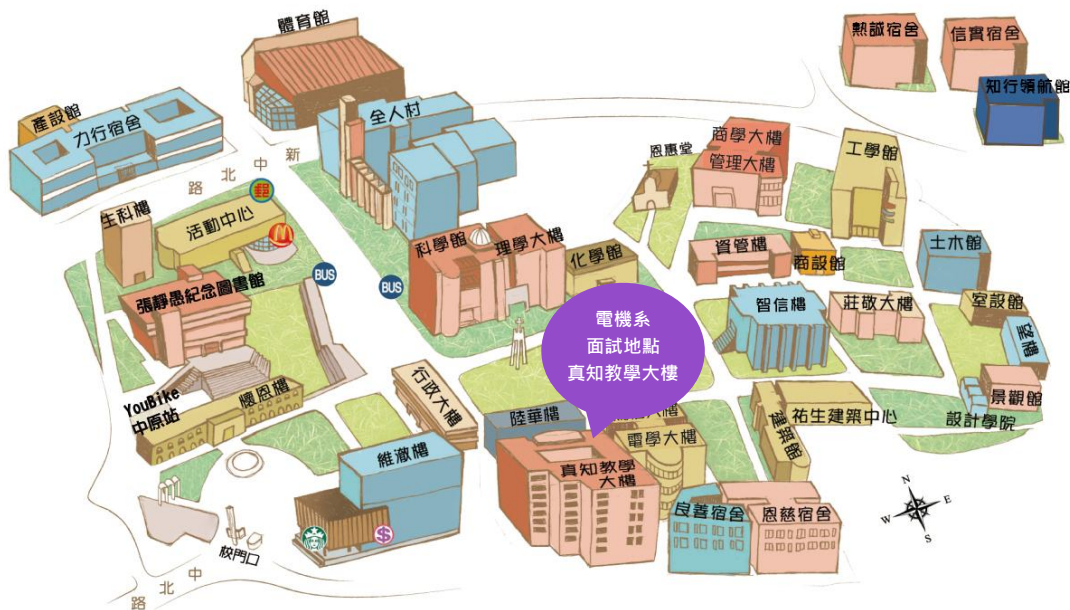 體育館
熱誠宿舍
信實宿舍
知行領航館
產設館
力行宿舍
全人村
新中北路
商學大樓
管理大樓
恩惠堂
工學館
郵
生科樓
活動中心
BUS
BUS
科學館
理學大樓
化學館
資管樓
商設館
土木館
張靜愚紀念圖書館
智信樓
莊敬大樓
室設館
望樓
電機系
面試地點
真知教學大樓
YouBike
中原站
懷恩樓
行政大樓
陸華樓
電學大樓
建築館
祐生建築中心
景觀館
設計學院
維澈樓
真知教學
大樓
良善宿舍
恩慈宿舍
N
W
E
S
$
校門口
中北路